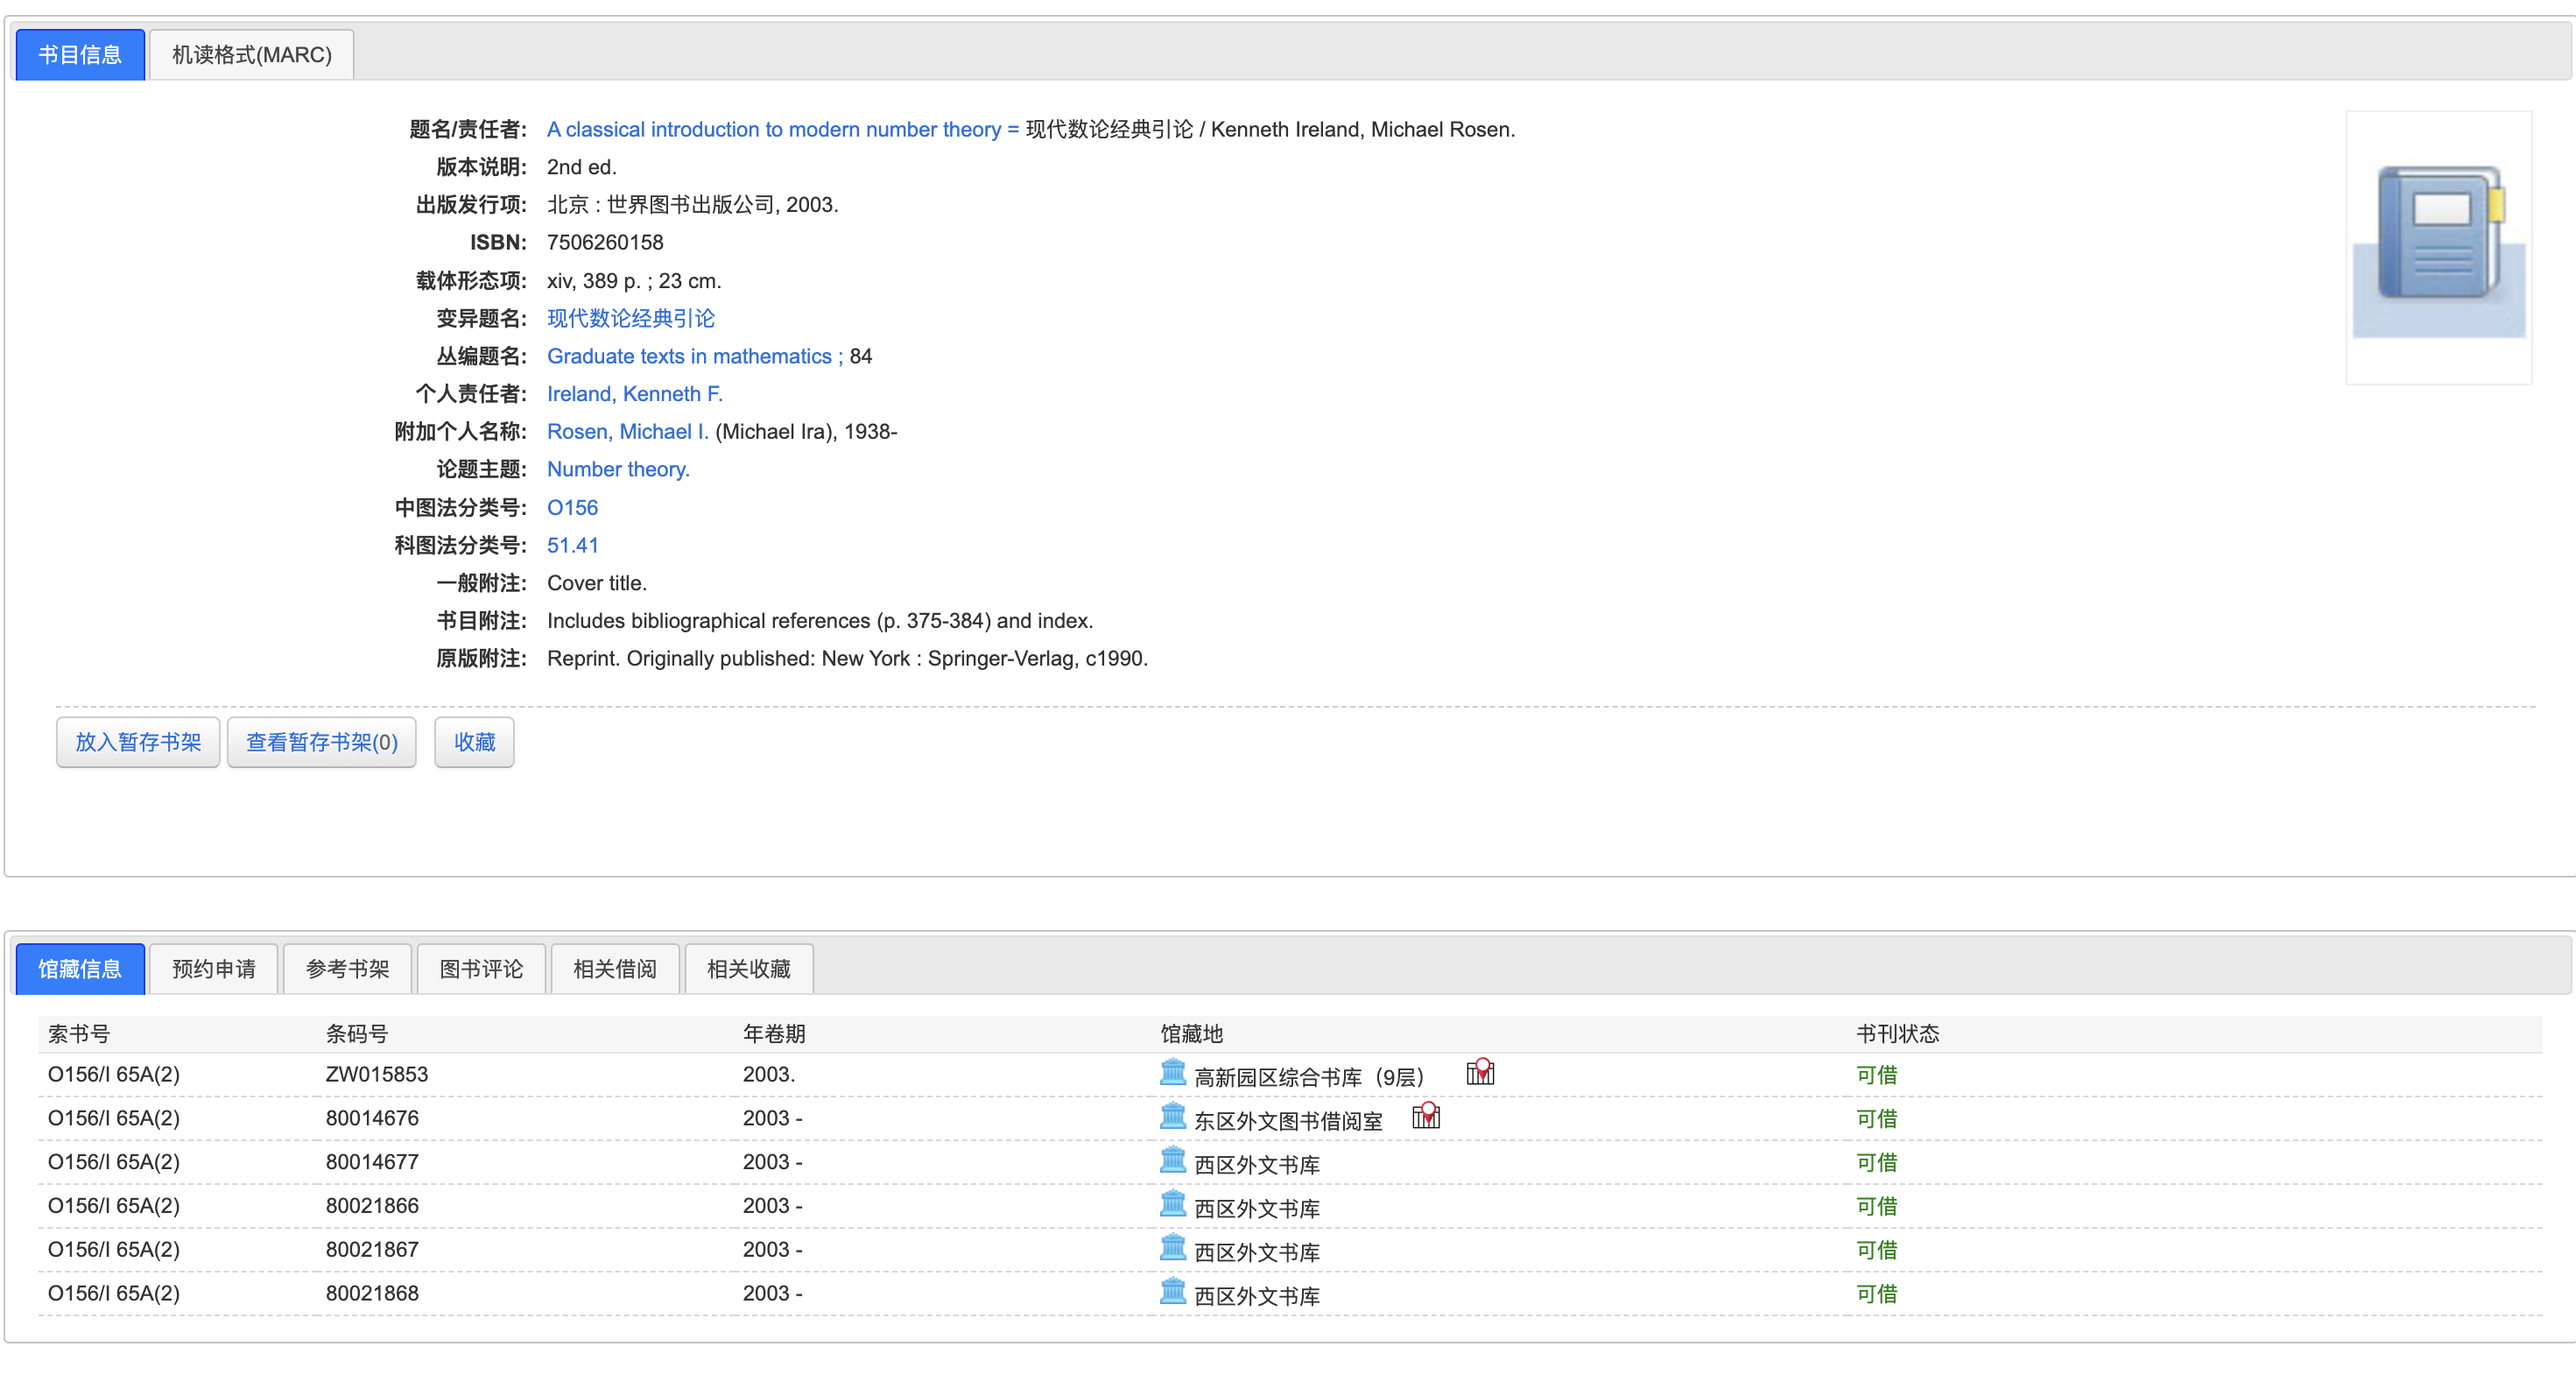 书目信息 机读格式(MARC)
题名/责任者: A classical introduction to modern number theory = 现代数论经典引论 / Kenneth Ireland, Michael Rosen.
版本说明: 2nd ed.
出版发行项: 北京 : 世界图书出版公司, 2003.
ISBN: 7506260158
载体形态项: xiv, 389 p. ; 23 cm.
变异题名: 现代数论经典引论
丛编题名: Graduate texts in mathematics ; 84
个人责任者: Ireland, Kenneth F.
附加个人名称: Rosen, Michael I. (Michael Ira), 1938-
论题主题: Number theory.
中图法分类号: O156
科图法分类号: 51.41
一般附注: Cover title.
书目附注: Includes bibliographical references (p. 375-384) and index.
原版附注: Reprint. Originally published: New York : Springer-Verlag, c1990.
放入暂存书架 查看暂存书架(0) 收藏
馆藏信息 预约申请 参考书架 图书评论 相关借阅 相关收藏
索书号 条码号 年卷期 馆藏地 书刊状态
O156/I 65A(2) ZW015853 2003. 高新园区综合书库（9层） 可借
O156/I 65A(2) 80014676 2003 - 东区外文图书借阅室 可借
O156/I 65A(2) 80014677 2003 - 西区外文书库 可借
O156/I 65A(2) 80021866 2003 - 西区外文书库 可借
O156/I 65A(2) 80021867 2003 - 西区外文书库 可借
O156/I 65A(2) 80021868 2003 - 西区外文书库 可借